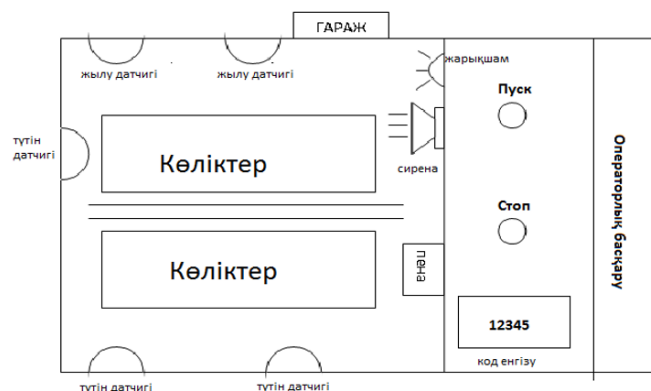 ГАРАЖ
жылу датчигі
жылу датчигі
жарықшам
Пуск
түтін
датчигі
Көліктер
сирена
Операторлық басқару
Стоп
Көліктер
пена
12345
код енгізу
түтін датчигі
түтін датчигі